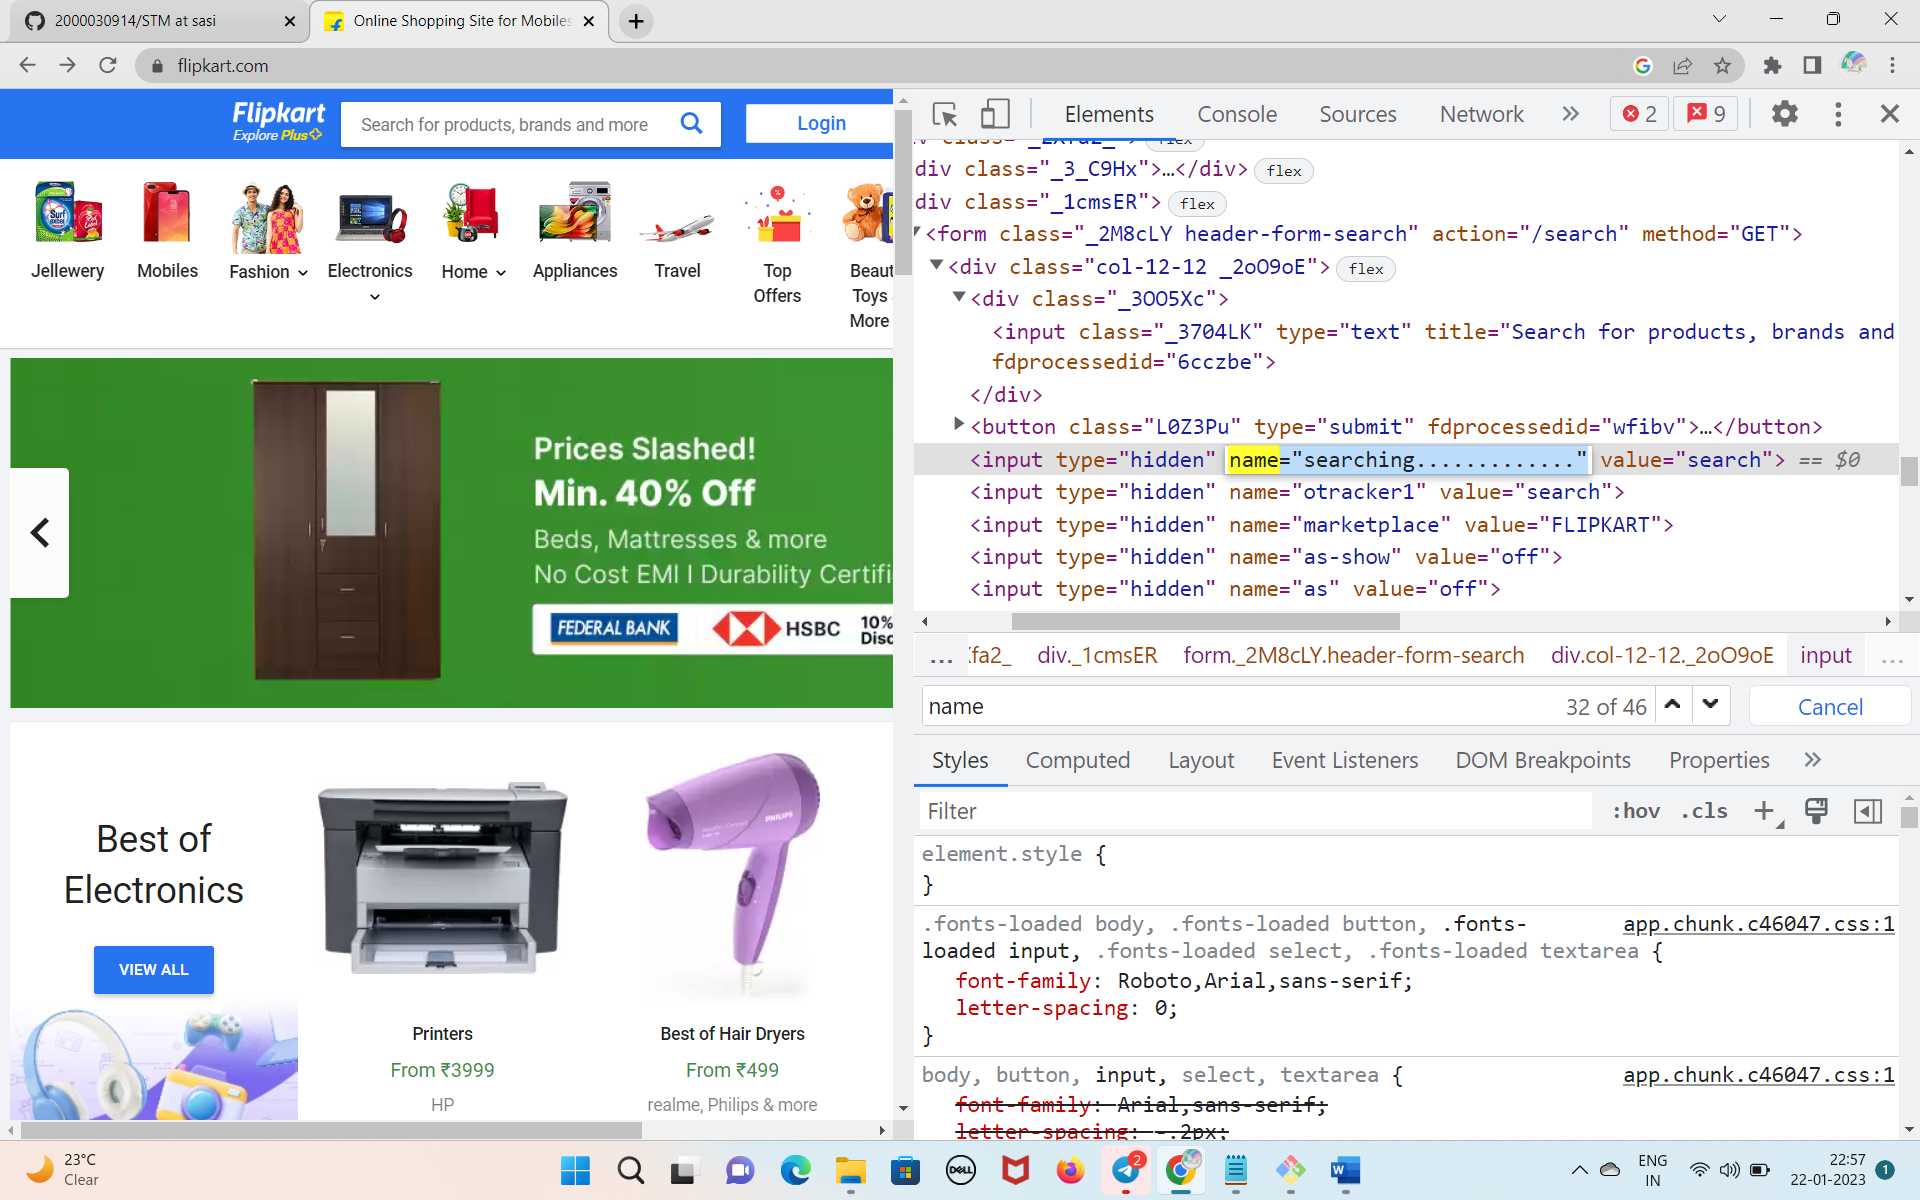 2000030914/STM at sasi
Online Shopping Site for Mobiles
flipkart.com
Flipkart
Explore Plus
Search for products, brands and more
Login
Jellewery
Mobiles
Fashion
Electronics
Home
Appliances
Travel
Top
Offers
Beaut
Toys
More
Prices Slashed!
Min. 40% Off
Beds, Mattresses & more
No Cost EMI I Durability Certifi
FEDERAL BANK
HSBC
10%
Disc
Best of
Electronics
VIEW ALL
Printers
From ₹3999
HP
PHILIPS
Best of Hair Dryers
From ₹499
realme, Philips & more
Elements
Console
Sources
Network
2
9
div class="_3_C9Hx">…</div> flex
div class="_1cmsER"> flex
<form class="_2M8cLY header-form-search" action="/search" method="GET">
<div class="col-12-12 _2oO9oE"> flex
<div class="_3OO5Xc">
<input class="_3704LK" type="text" title="Search for products, brands and
fdprocessedid="6cczbe">
</div>
<button class="L0Z3Pu" type="submit" fdprocessedid="wfibv">…</button>
<input type="hidden" name="searching............." value="search"> == $0
<input type="hidden" name="otracker1" value="search">
<input type="hidden" name="marketplace" value="FLIPKART">
<input type="hidden" name="as-show" value="off">
<input type="hidden" name="as" value="off">
... fa2_ div._1cmsER form._2M8cLY.header-form-search div.col-12-12._2oO9oE input ...
name
32 of 46
Cancel
Styles
Computed
Layout
Event Listeners
DOM Breakpoints
Properties
Filter
:hov .cls
element.style {
}
.fonts-loaded body, .fonts-loaded button, .fonts-
app.chunk.c46047.css:1
loaded input, .fonts-loaded select, .fonts-loaded textarea {
font-family: Roboto,Arial,sans-serif;
letter-spacing: 0;
}
body, button, input, select, textarea {
app.chunk.c46047.css:1
font-family: Arial,sans-serif;
letter-spacing: -.2px;
23°C
Clear
DELL
2
ENG
IN
22:57
22-01-2023
1